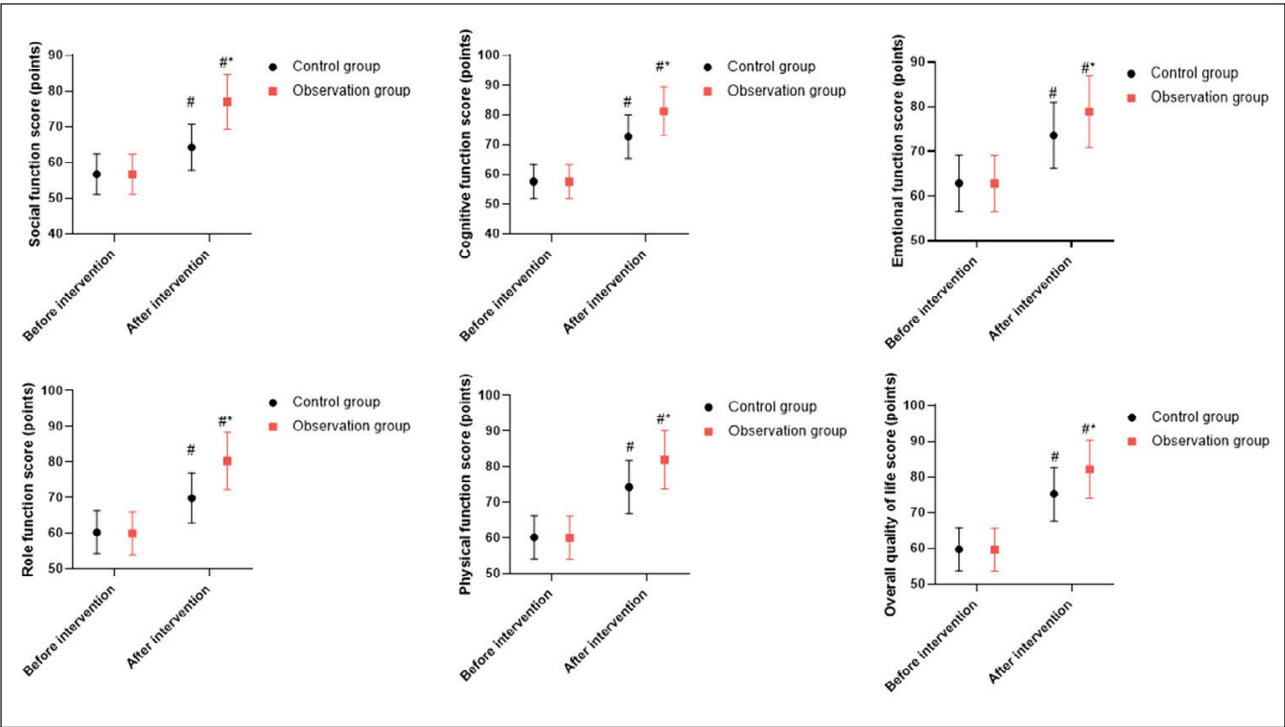 Social function score (points)
90
80
70
60
50
40
#
#*
Control group
Observation group
Before intervention
After intervention
Cognitive function score (points)
100
90
80
70
60
50
40
#
#*
Control group
Observation group
Before intervention
After intervention
Emotional function score (points)
90
80
70
60
50
#
#*
Control group
Observation group
Before intervention
After intervention
Role function score (points)
100
90
80
70
60
50
#
#*
Control group
Observation group
Before intervention
After intervention
Physical function score (points)
100
90
80
70
60
50
#
#*
Control group
Observation group
Before intervention
After intervention
Overall quality of life score (points)
100
90
80
70
60
50
#
#*
Control group
Observation group
Before intervention
After intervention